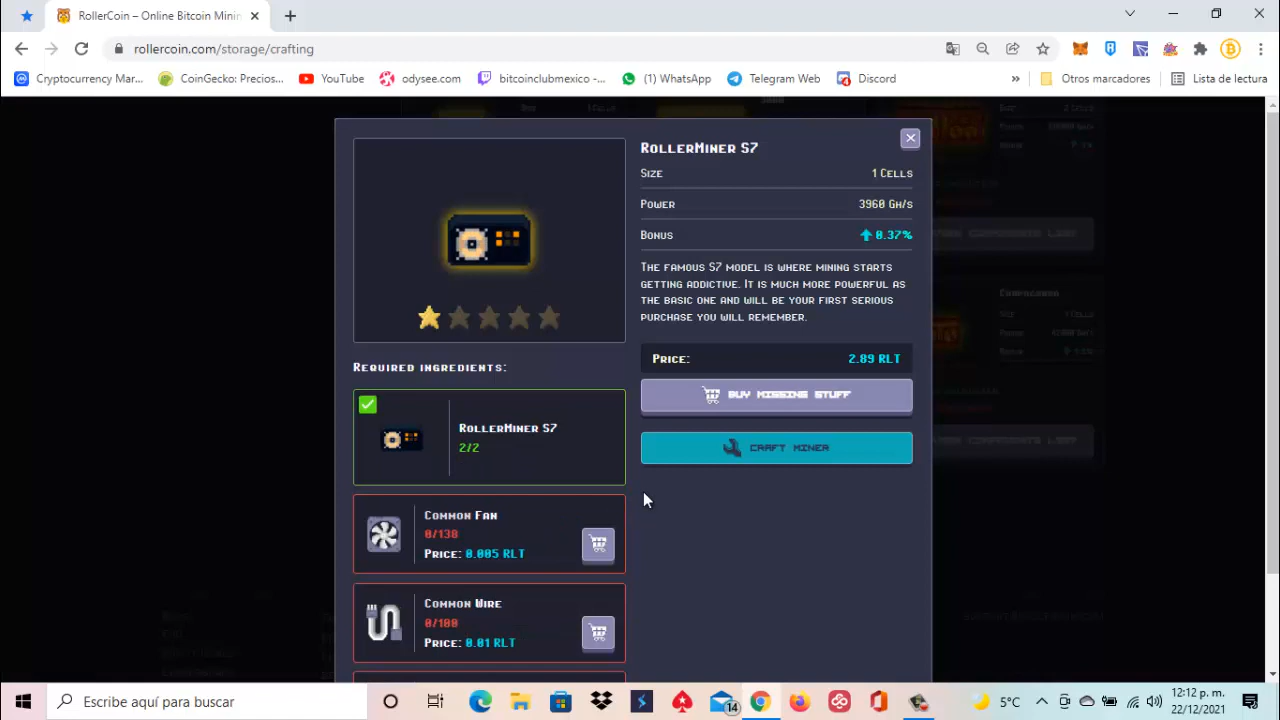 RollerCoin – Online Bitcoin Minin
rollercoin.com/storage/crafting
Cryptocurrency Mar...
CoinGecko: Precios...
YouTube
odysee.com
bitcoinclubmexico -...
(1) WhatsApp
Telegram Web
Discord
»
Otros marcadores
Lista de lectura
RollerMiner S7
Size 1 Cells
Power 3960 Gh/s
Bonus 0.37%
The famous S7 model is where mining starts
getting addictive. It is much more powerful as
the basic one and will be your first serious
purchase you will remember.
Price: 2.89 RLT
Buy missing stuff
Craft miner
Required ingredients:
RollerMiner S7
2/2
Common Fan
0/138
Price: 0.005 RLT
Common Wire
0/100
Price: 0.01 RLT
Escribe aquí para buscar
14
5°C
12:12 p. m.
22/12/2021